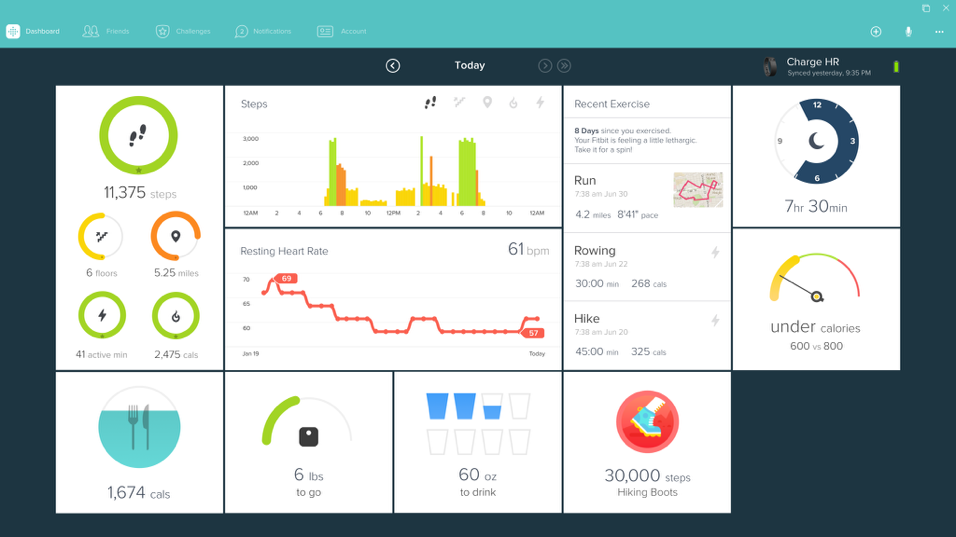 Dashboard
Friends
Challenges
2
Notifications
Account
Today
Charge HR
Synced yesterday, 9:35 PM
11,375 steps
6 floors
5.25 miles
41 active min
2,475 cals
Steps
3,000
2,000
1,000
12AM 2 4 6 8 10 12PM 2 4 6 8 10 12AM
Resting Heart Rate
61 bpm
70
65
60
69
57
Jan 19
Today
Recent Exercise
8 Days since you exercised.
Your Fitbit is feeling a little lethargic.
Take it for a spin!
Run
7:38 am Jun 30
4.2 miles 8'41" pace
Rowing
7:38 am Jun 22
30:00 min 268 cals
Hike
7:38 am Jun 20
45:00 min 325 cals
12
9
3
6
7hr 30min
under calories
600 vs 800
1,674 cals
6 lbs
to go
60 oz
to drink
30,000 steps
Hiking Boots